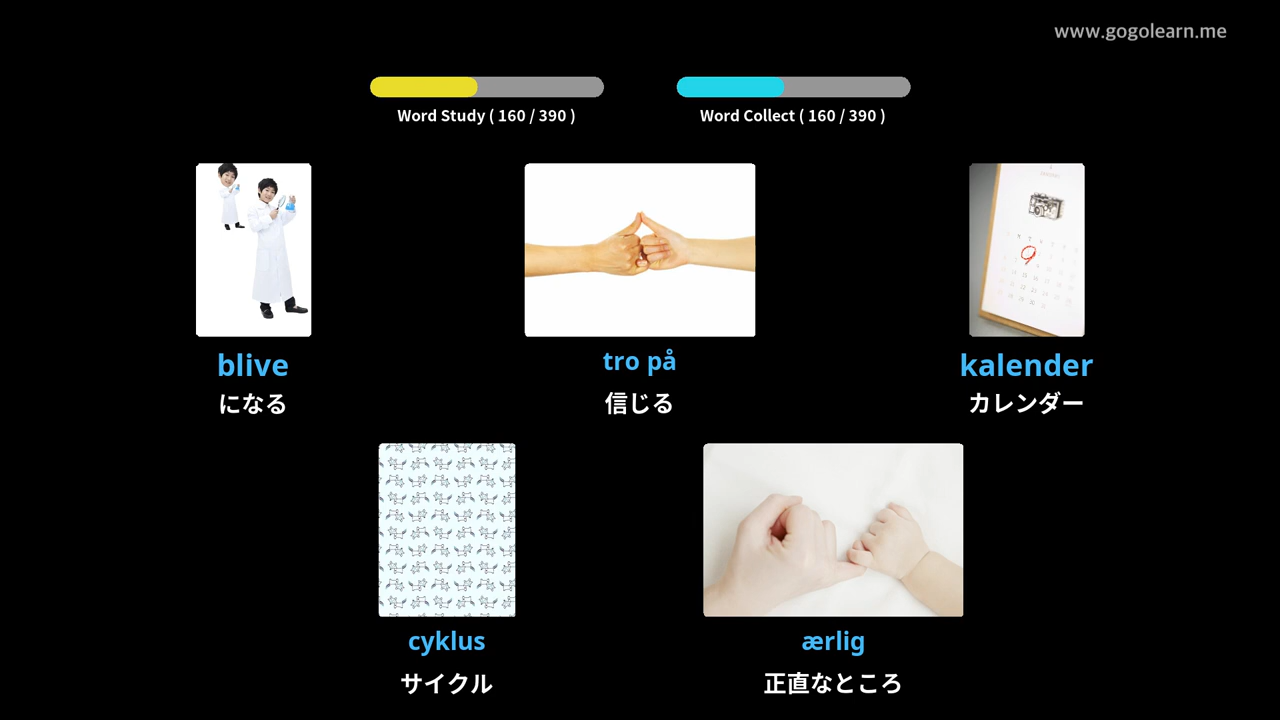 www.gogolearn.me
Word Study ( 160 / 390 )
Word Collect ( 160 / 390 )
blive
になる
tro på
信じる
kalender
カレンダー
cyklus
サイクル
ærlig
正直なところ